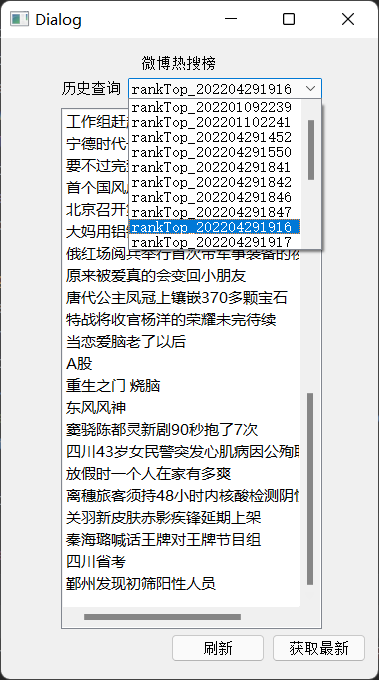 Dialog
微博热搜榜
历史查询
rankTop_202204291916
rankTop_202201092239
rankTop_202201102241
rankTop_202204291452
rankTop_202204291550
rankTop_202204291841
rankTop_202204291842
rankTop_202204291846
rankTop_202204291847
rankTop_202204291916
rankTop_202204291917
工作组赶
宁德时代
要不过完
首个国风
北京召开
大妈用铝
俄红场阅兵举行首次带军事装备的夜
原来被爱真的会变回小朋友
唐代公主凤冠上镶嵌370多颗宝石
特战将收官杨洋的荣耀未完待续
当恋爱脑老了以后
A股
重生之门 烧脑
东风风神
窦骁陈都灵新剧90秒抱了7次
四川43岁女民警突发心肌病因公殉职
放假时一个人在家有多爽
离穗旅客须持48小时内核酸检测阴性
关羽新皮肤赤影疾锋延期上架
秦海璐喊话王牌对王牌节目组
四川省考
鄞州发现初筛阳性人员
刷新
获取最新